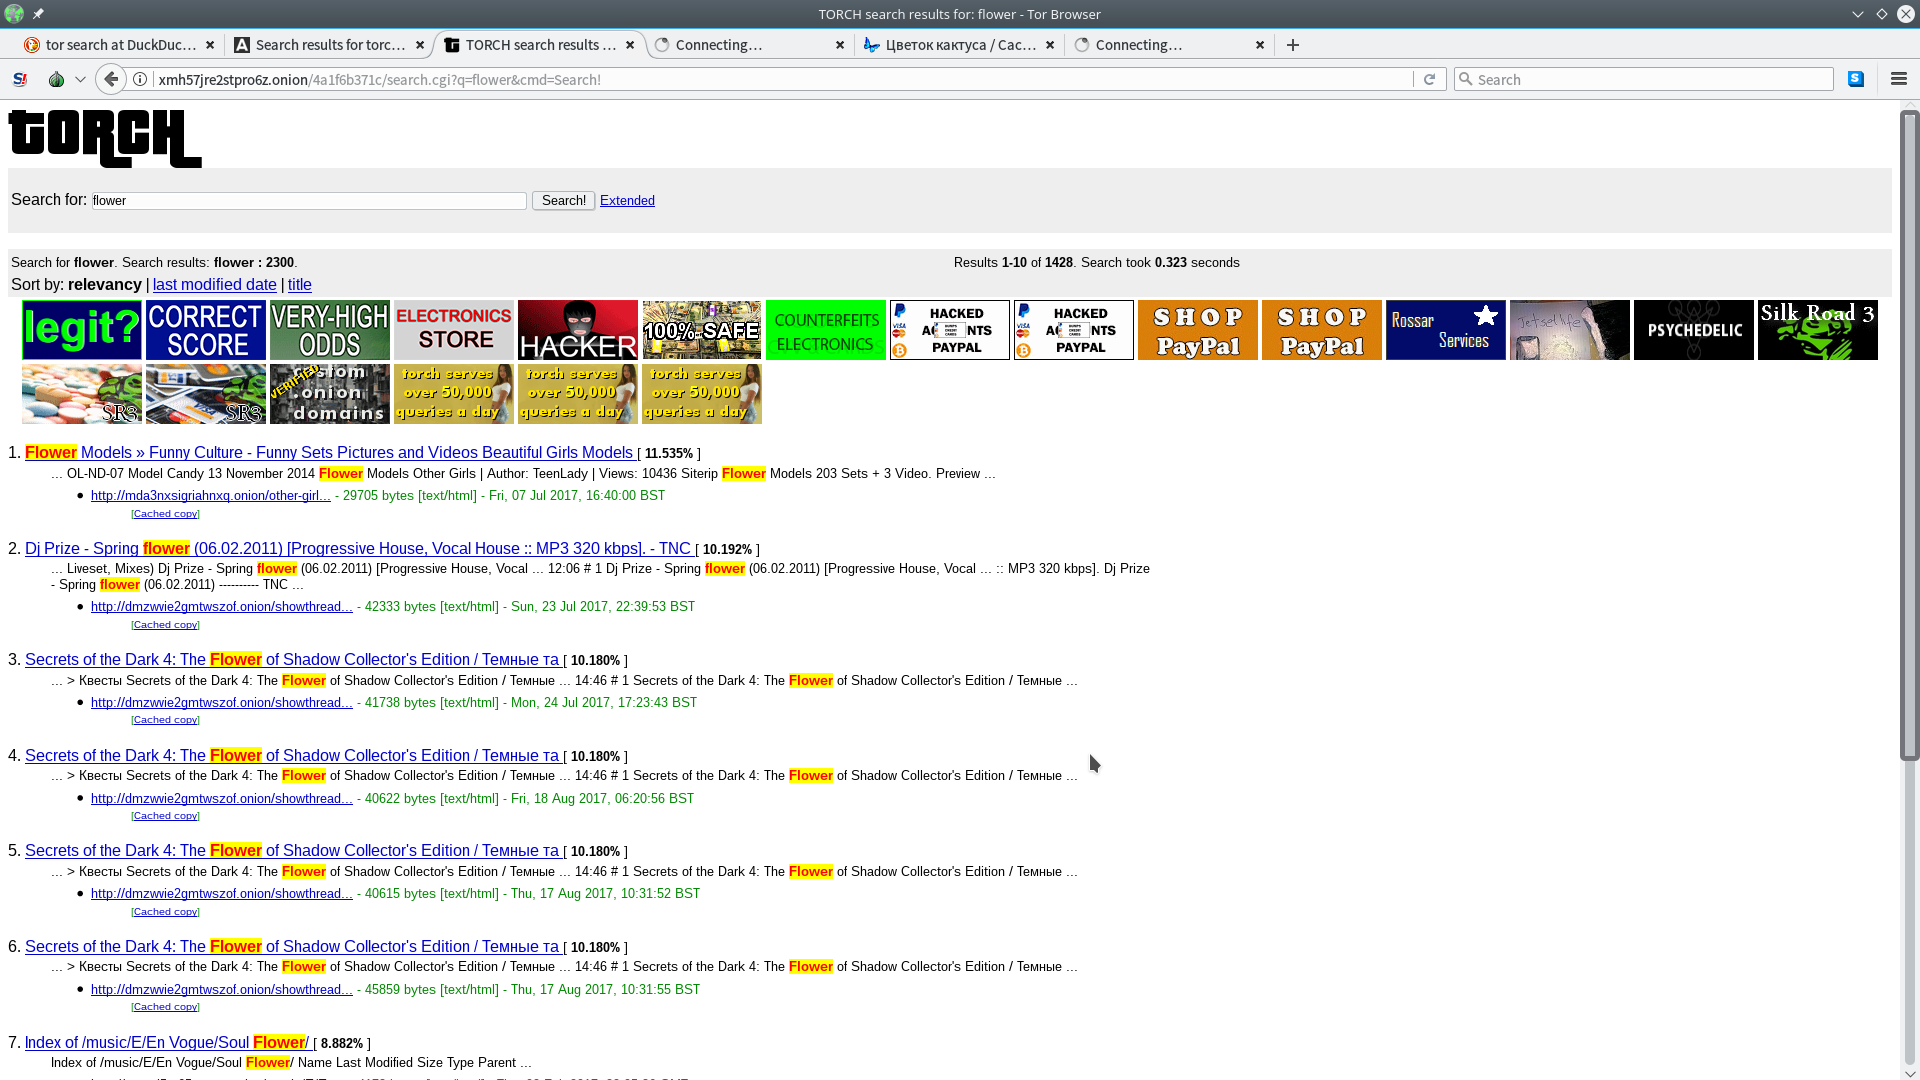 TORCH search results for: flower - Tor Browser
tor search at DuckDuc...
Search results for torc...
TORCH search results ...
Connecting...
Цветок кактуса / Cac...
Connecting...
xmh57jre2stpro6z.onion/4a1f6b371c/search.cgi?q=flower&cmd=Search!
Search
TORCH
Search for: flower Search! Extended
Search for flower. Search results: flower : 2300.
Results 1-10 of 1428. Search took 0.323 seconds
Sort by: relevancy | last modified date | title
legit?
CORRECT SCORE
VERY-HIGH ODDS
ELECTRONICS STORE
HACKER
100% SAFE
COUNTERFEITS ELECTRONICS
HACKED PAYPAL
HACKED PAYPAL
SHOP PayPal
SHOP PayPal
Rossar Services
Jetsetlife
PSYCHEDELIC
Silk Road 3
SR3
SR3
VERIFIED custom .onion domains
torch serves over 50,000 queries a day
torch serves over 50,000 queries a day
torch serves over 50,000 queries a day
1. Flower Models » Funny Culture - Funny Sets Pictures and Videos Beautiful Girls Models [ 11.535% ]
... OL-ND-07 Model Candy 13 November 2014 Flower Models Other Girls | Author: TeenLady | Views: 10436 Siterip Flower Models 203 Sets + 3 Video. Preview ...
• http://mda3nxsigriahnxq.onion/other-girl... - 29705 bytes [text/html] - Fri, 07 Jul 2017, 16:40:00 BST
[Cached copy]
2. Dj Prize - Spring flower (06.02.2011) [Progressive House, Vocal House :: MP3 320 kbps]. - TNC [ 10.192% ]
... Liveset, Mixes) Dj Prize - Spring flower (06.02.2011) [Progressive House, Vocal ... 12:06 # 1 Dj Prize - Spring flower (06.02.2011) [Progressive House, Vocal ... :: MP3 320 kbps]. Dj Prize
- Spring flower (06.02.2011) ---------- TNC ...
• http://dmzwvie2gmtwszof.onion/showthread... - 42333 bytes [text/html] - Sun, 23 Jul 2017, 22:39:53 BST
[Cached copy]
3. Secrets of the Dark 4: The Flower of Shadow Collector's Edition / Темные та [ 10.180% ]
... > Квесты Secrets of the Dark 4: The Flower of Shadow Collector's Edition / Темные ... 14:46 # 1 Secrets of the Dark 4: The Flower of Shadow Collector's Edition / Темные ...
• http://dmzwvie2gmtwszof.onion/showthread... - 41738 bytes [text/html] - Mon, 24 Jul 2017, 17:23:43 BST
[Cached copy]
4. Secrets of the Dark 4: The Flower of Shadow Collector's Edition / Темные та [ 10.180% ]
... > Квесты Secrets of the Dark 4: The Flower of Shadow Collector's Edition / Темные ... 14:46 # 1 Secrets of the Dark 4: The Flower of Shadow Collector's Edition / Темные ...
• http://dmzwvie2gmtwszof.onion/showthread... - 40622 bytes [text/html] - Fri, 18 Aug 2017, 06:20:56 BST
[Cached copy]
5. Secrets of the Dark 4: The Flower of Shadow Collector's Edition / Темные та [ 10.180% ]
... > Квесты Secrets of the Dark 4: The Flower of Shadow Collector's Edition / Темные ... 14:46 # 1 Secrets of the Dark 4: The Flower of Shadow Collector's Edition / Темные ...
• http://dmzwvie2gmtwszof.onion/showthread... - 40615 bytes [text/html] - Thu, 17 Aug 2017, 10:31:52 BST
[Cached copy]
6. Secrets of the Dark 4: The Flower of Shadow Collector's Edition / Темные та [ 10.180% ]
... > Квесты Secrets of the Dark 4: The Flower of Shadow Collector's Edition / Темные ... 14:46 # 1 Secrets of the Dark 4: The Flower of Shadow Collector's Edition / Темные ...
• http://dmzwvie2gmtwszof.onion/showthread... - 45859 bytes [text/html] - Thu, 17 Aug 2017, 10:31:55 BST
[Cached copy]
7. Index of /music/E/En Vogue/Soul Flower/ [ 8.882% ]
Index of /music/E/En Vogue/Soul Flower/ Name Last Modified Size Type Parent ...